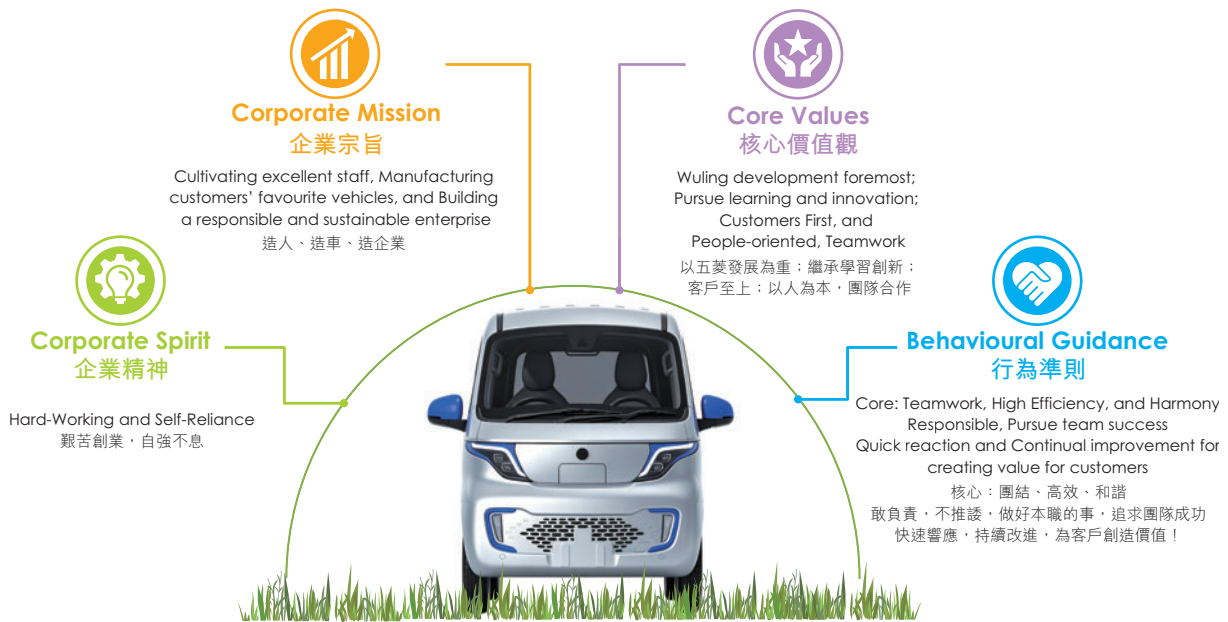 Corporate Mission
企業宗旨
Cultivating excellent staff, Manufacturing
customers’ favourite vehicles, and Building
a responsible and sustainable enterprise
造人、造車、造企業
Core Values
核心價值觀
Wuling development foremost;
Pursue learning and innovation;
Customers First, and
People-oriented, Teamwork
以五菱發展為重；繼承學習創新；
客戶至上；以人為本，團隊合作
Corporate Spirit
企業精神
Hard-Working and Self-Reliance
艱苦創業，自強不息
Behavioural Guidance
行為準則
Core: Teamwork, High Efficiency, and Harmony
Responsible, Pursue team success
Quick reaction and Continual improvement for
creating value for customers
核心：團結、高效、和諧
敢負責，不推諉，做好本職的事，追求團隊成功
快速響應，持續改進，為客戶創造價值！